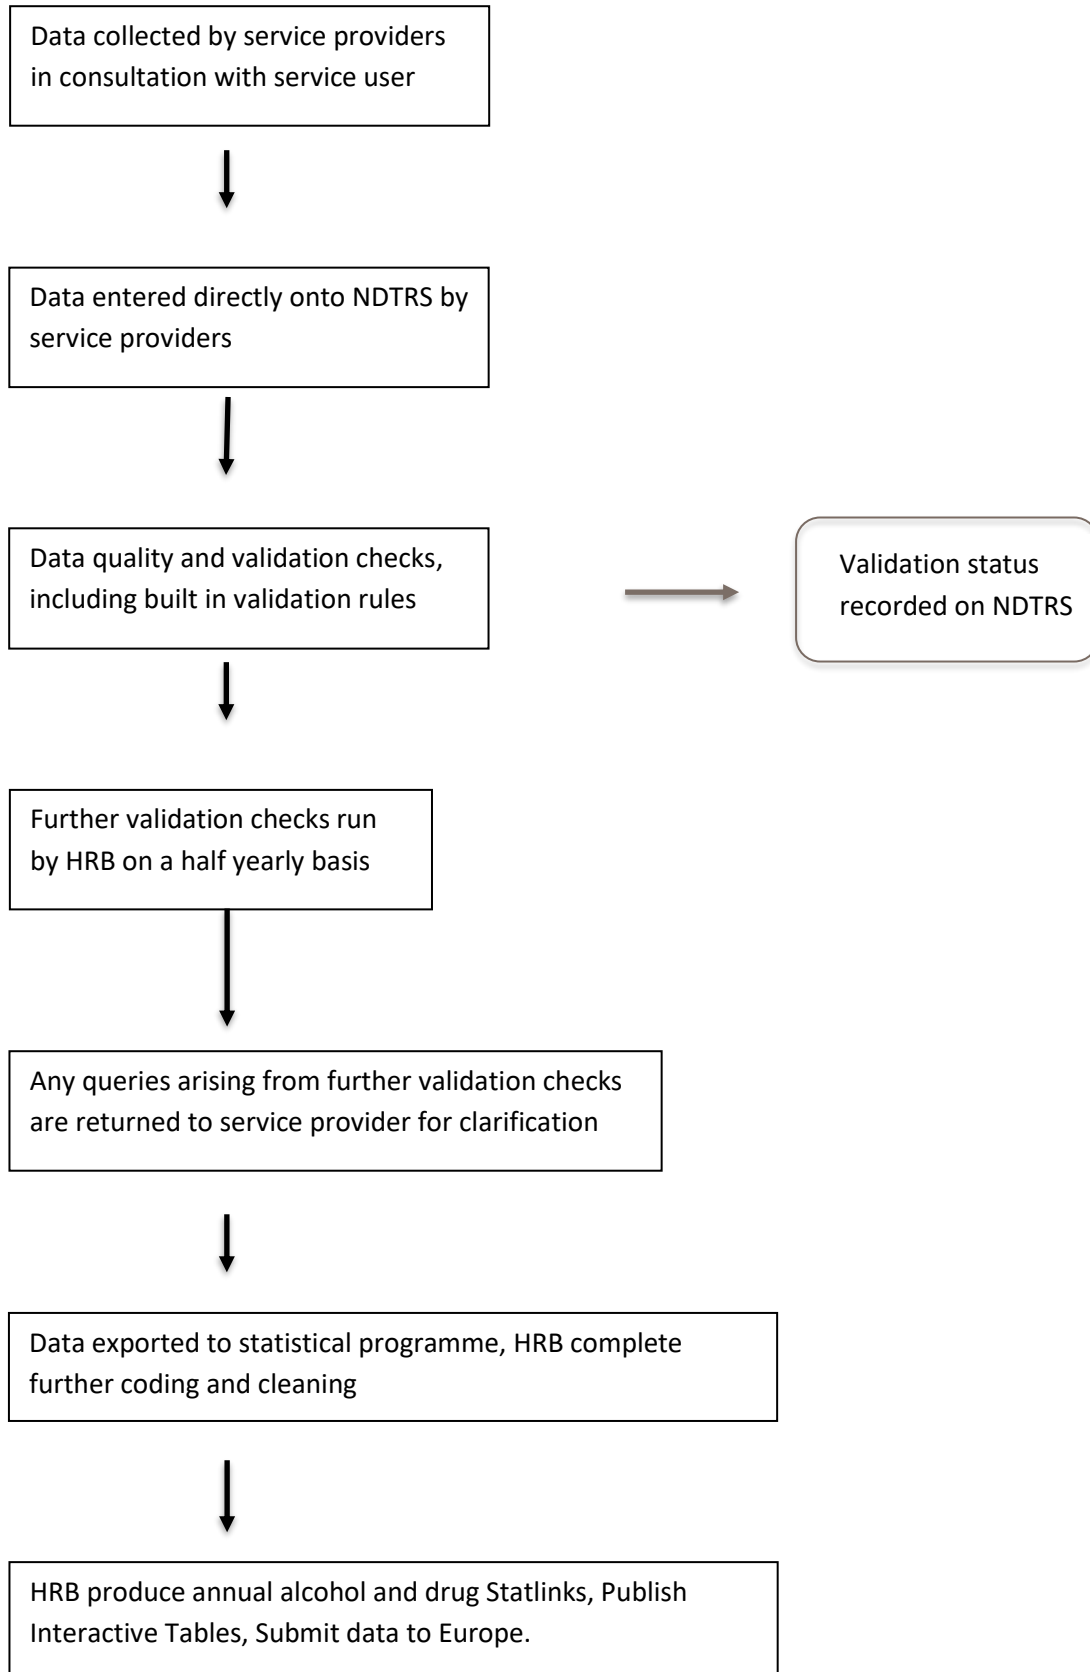 Data collected by service providers
in consultation with service user
Data entered directly onto NDTRS by
service providers
Data quality and validation checks,
including built in validation rules
Validation status
recorded on NDTRS
Further validation checks run
by HRB on a half yearly basis
Any queries arising from further validation checks
are returned to service provider for clarification
Data exported to statistical programme, HRB complete
further coding and cleaning
HRB produce annual alcohol and drug Statlinks, Publish
Interactive Tables, Submit data to Europe.